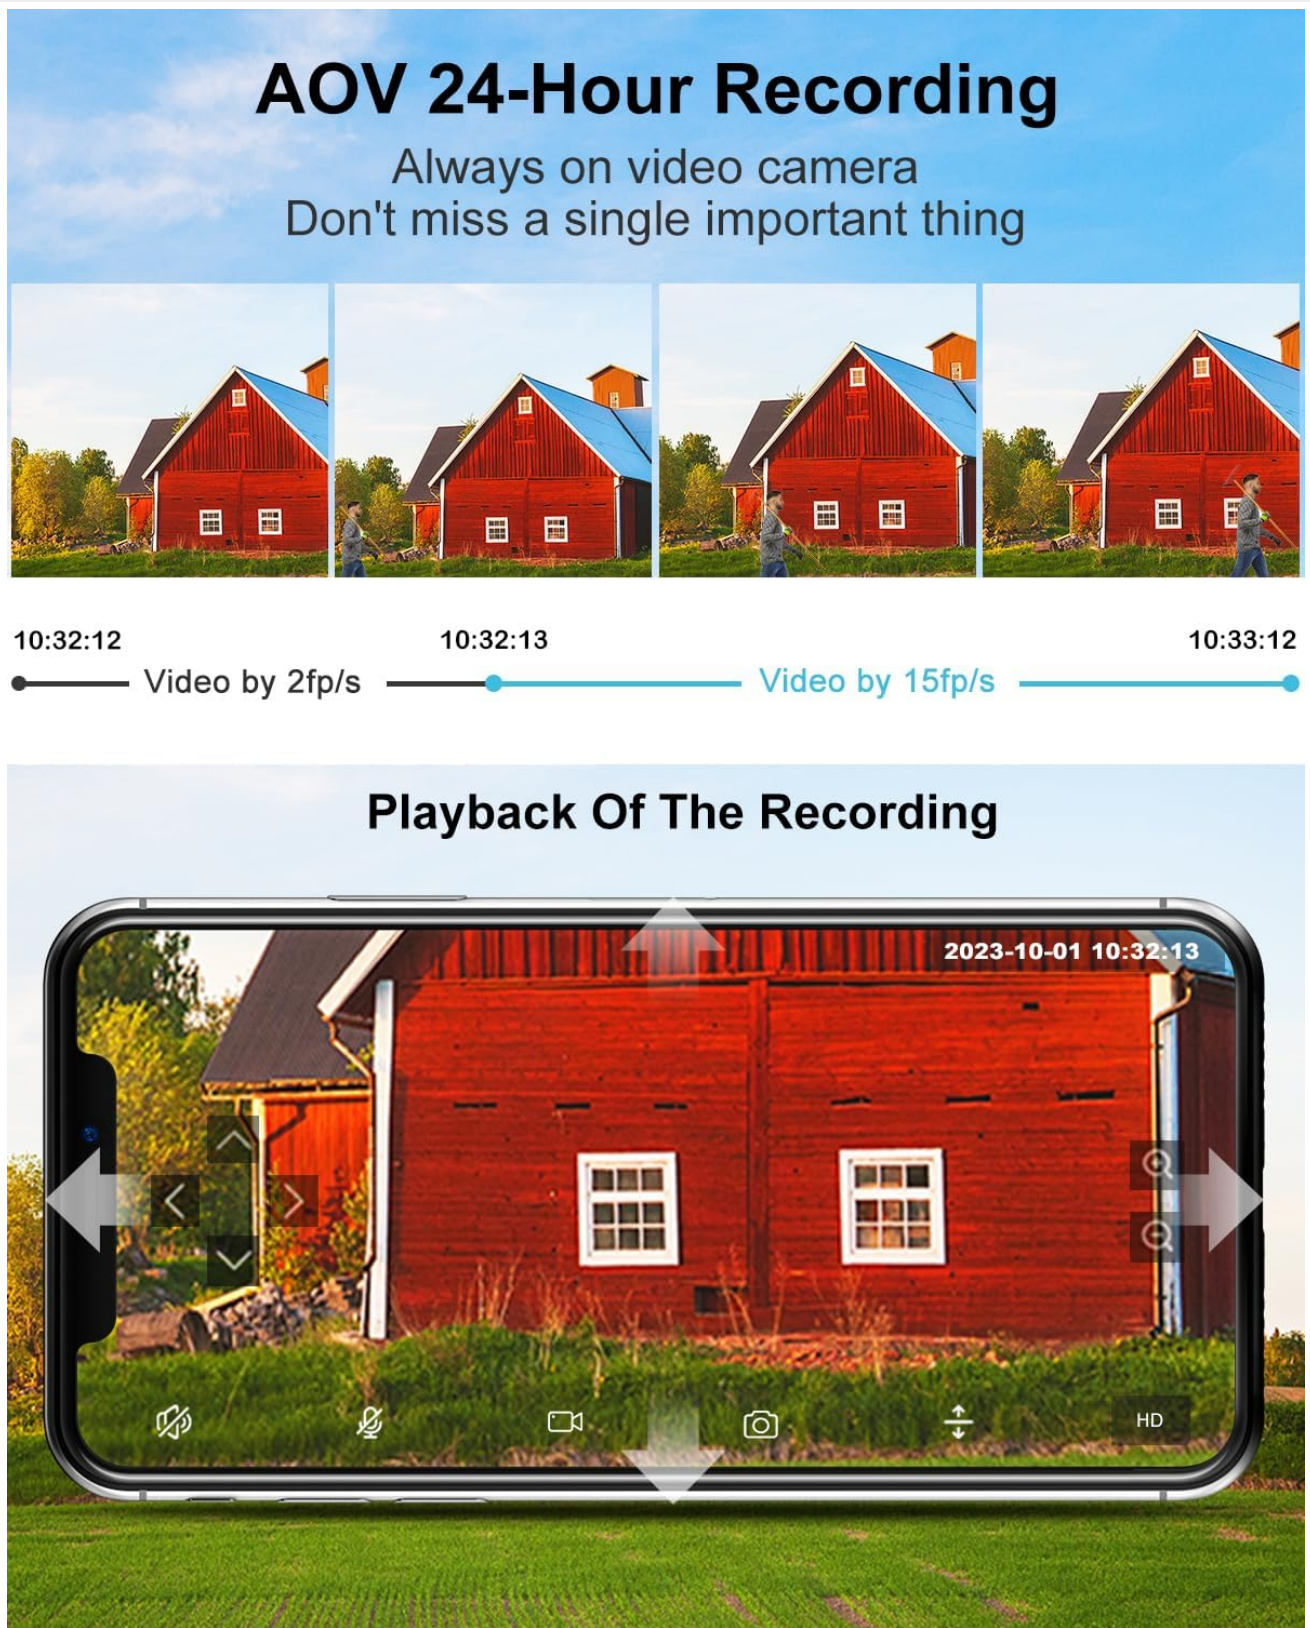 AOV 24-Hour Recording
Always on video camera
Don't miss a single important thing
10:32:12
10:32:13
10:33:12
Video by 2fp/s
Video by 15fp/s
Playback Of The Recording
2023-10-01 10:32:13
HD